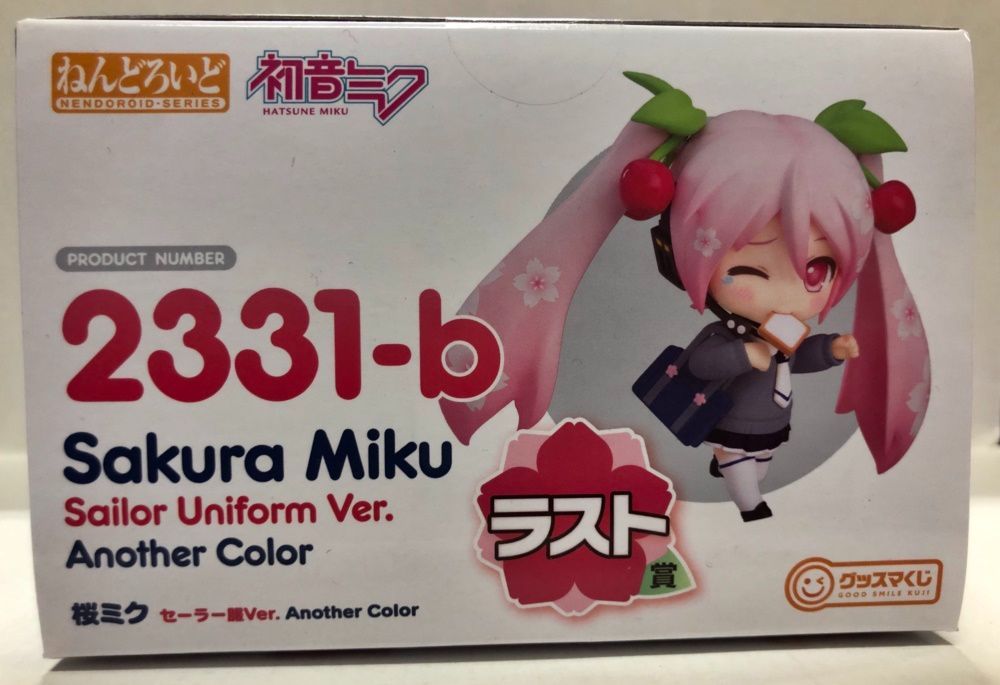 ねんどろいど
NENDOROID-SERIES
初音ミク
HATSUNE MIKU
PRODUCT NUMBER
2331-b
Sakura Miku
Sailor Uniform Ver.
Another Color
ラスト
賞
桜ミク セーラー服Ver. Another Color
グッスマくじ
GOOD SMILE KUJI